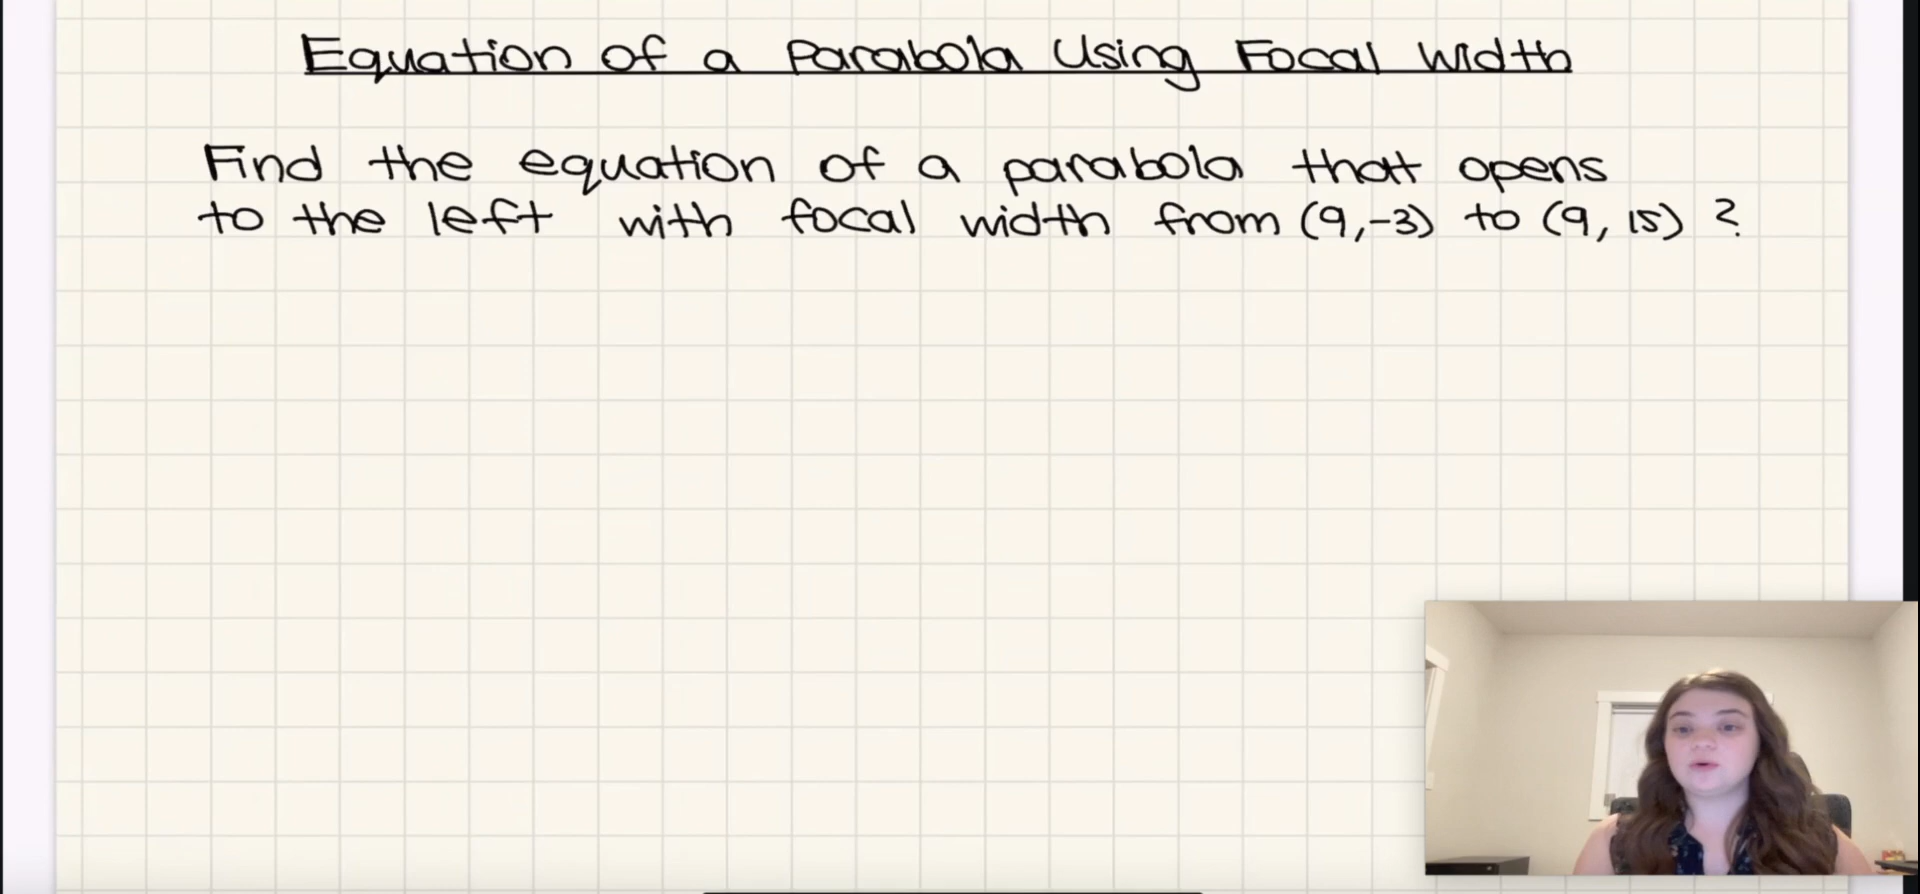 Equation of a Parabola Using Focal Width
Find the equation of a parabola that opens
to the left with focal width from (9,-3) to (9, 15) ?